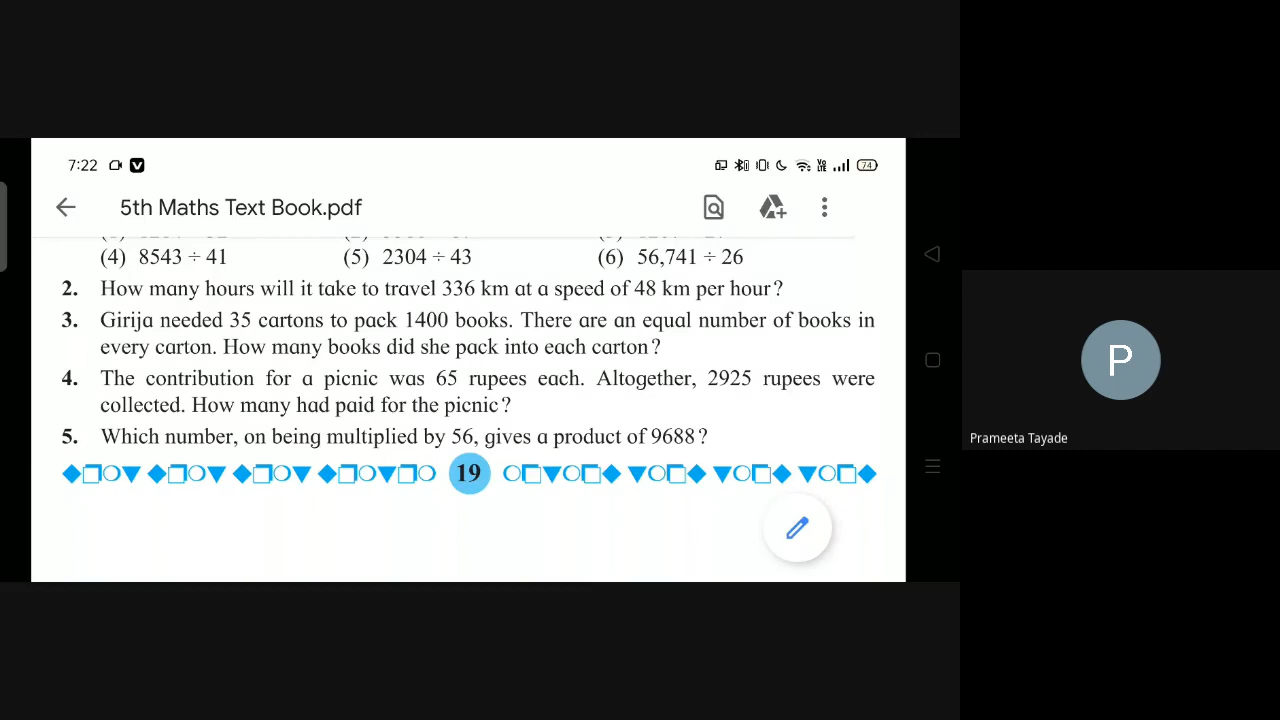 7:22
74
5th Maths Text Book.pdf
(4) 8543 ÷ 41 (5) 2304 ÷ 43 (6) 56,741 ÷ 26
2. How many hours will it take to travel 336 km at a speed of 48 km per hour?
3. Girija needed 35 cartons to pack 1400 books. There are an equal number of books in
every carton. How many books did she pack into each carton?
4. The contribution for a picnic was 65 rupees each. Altogether, 2925 rupees were
collected. How many had paid for the picnic?
5. Which number, on being multiplied by 56, gives a product of 9688?
19
P
Prameeta Tayade